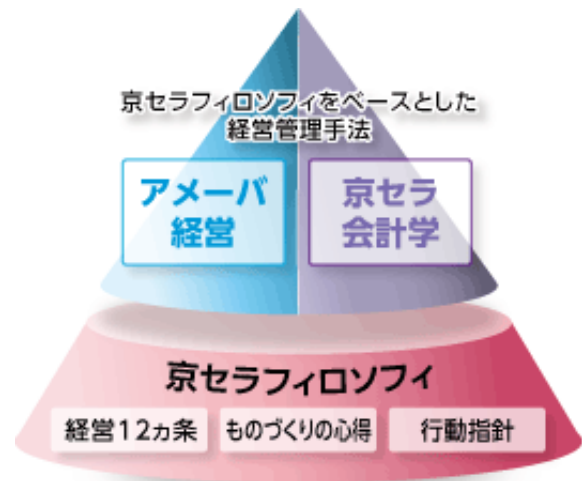 京セラフィロソフィをベースとした
経営管理手法
アメーバ
経営
京セラ
会計学
京セラフィロソフィ
経営12ヵ条
ものづくりの心得
行動指針